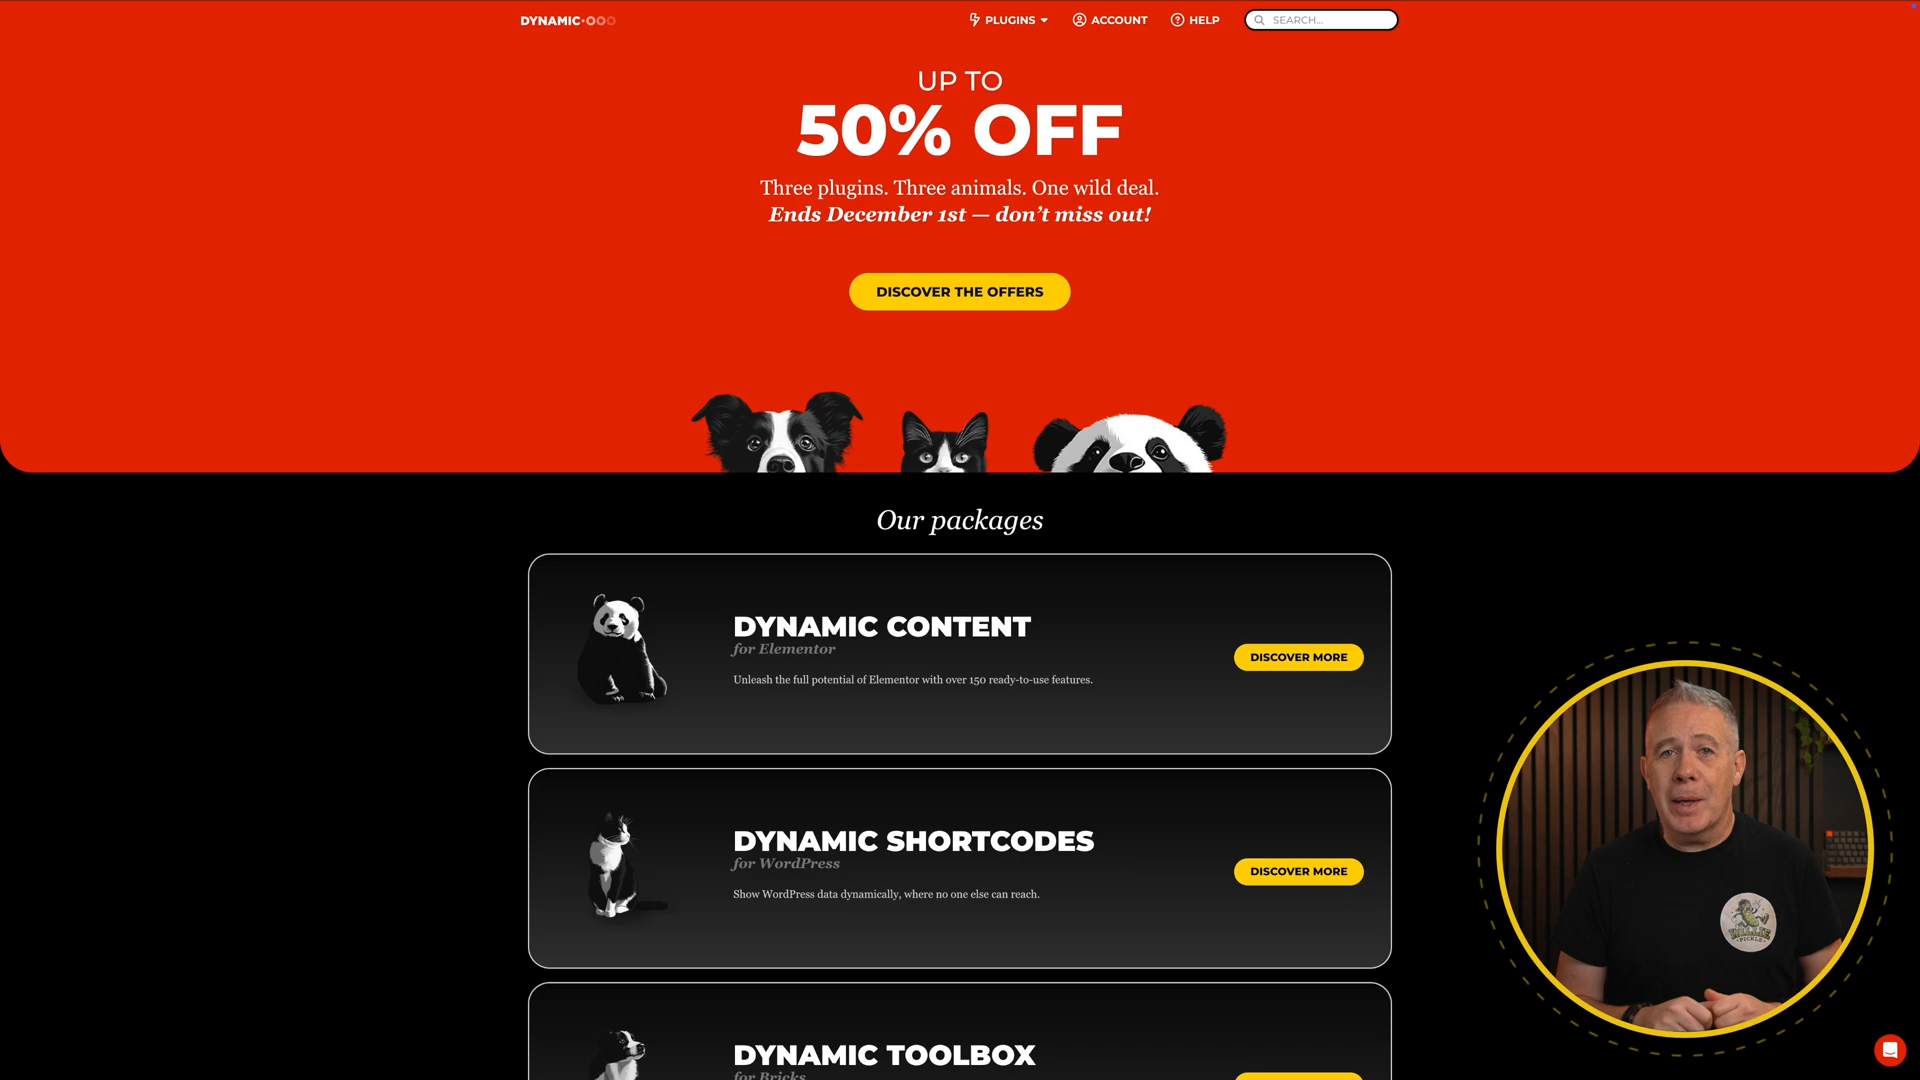 DYNAMIC
PLUGINS
ACCOUNT
HELP
SEARCH...
UP TO
50% OFF
Three plugins. Three animals. One wild deal.
Ends December 1st — don't miss out!
DISCOVER THE OFFERS
Our packages
DYNAMIC CONTENT
for Elementor
Unleash the full potential of Elementor with over 150 ready-to-use features.
DISCOVER MORE
DYNAMIC SHORTCODES
for WordPress
Show WordPress data dynamically, where no one else can reach.
DISCOVER MORE
DYNAMIC TOOLBOX
for Bricks
PICKLE